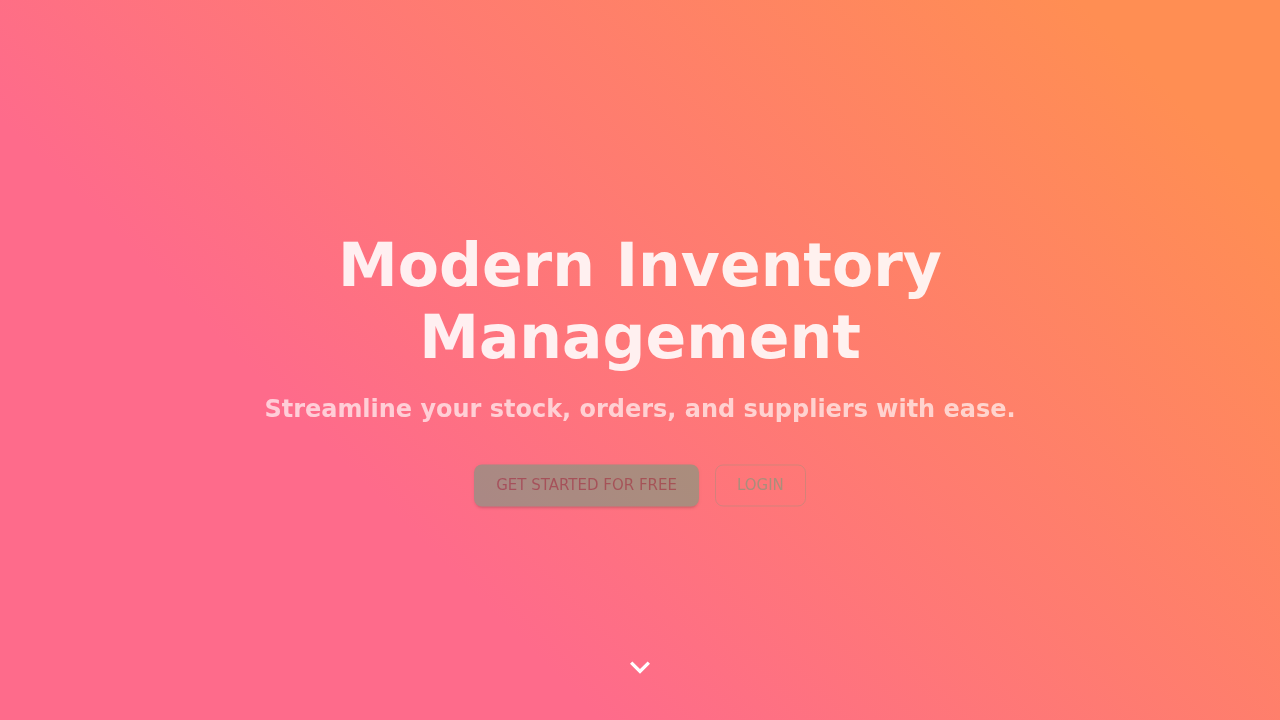 Modern Inventory
Management
Streamline your stock, orders, and suppliers with ease.
GET STARTED FOR FREE
LOGIN